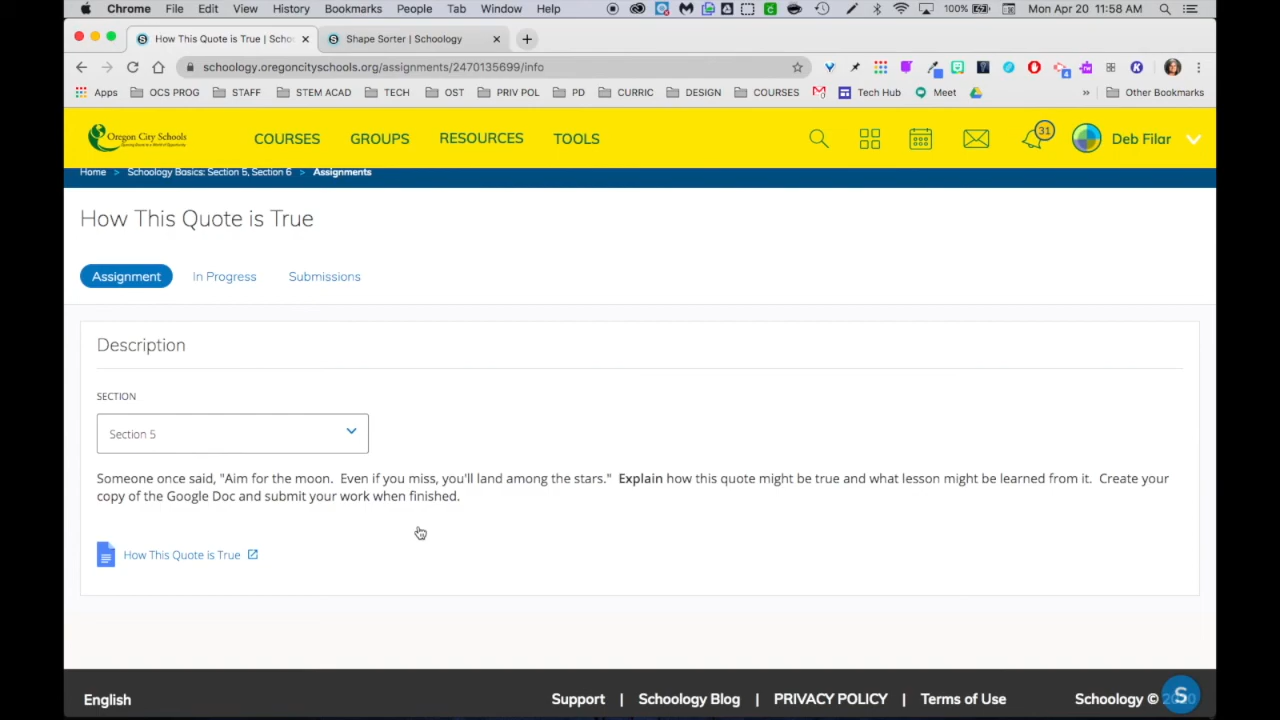 Chrome File Edit View History Bookmarks People Tab Window Help 100% Mon Apr 20 11:58 AM
How This Quote is True | Scho Shape Sorter | Schoology
schoology.oregoncityschools.org/assignments/2470135699/info
Apps OCS PROG STAFF STEM ACAD TECH OST PRIV POL PD CURRIC DESIGN COURSES Tech Hub Meet » Other Bookmarks
Oregon City Schools COURSES GROUPS RESOURCES TOOLS 31 Deb Filar
Home > Schoology Basics: Section 5, Section 6 > Assignments
How This Quote is True
Assignment In Progress Submissions
Description
SECTION
Section 5
Someone once said, "Aim for the moon. Even if you miss, you'll land among the stars." Explain how this quote might be true and what lesson might be learned from it. Create your
copy of the Google Doc and submit your work when finished.
How This Quote is True
English Support | Schoology Blog | PRIVACY POLICY | Terms of Use Schoology © S